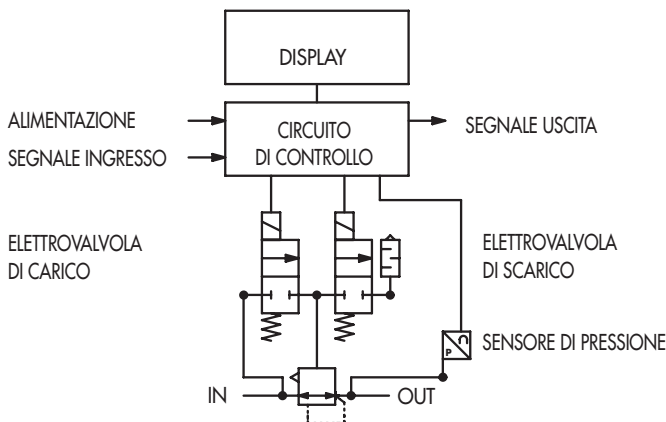 DISPLAY
ALIMENTAZIONE
SEGNALE INGRESSO
CIRCUITO
DI CONTROLLO
SEGNALE USCITA
ELETTROVALVOLA
DI CARICO
ELETTROVALVOLA
DI SCARICO
P
SENSORE DI PRESSIONE
IN
OUT